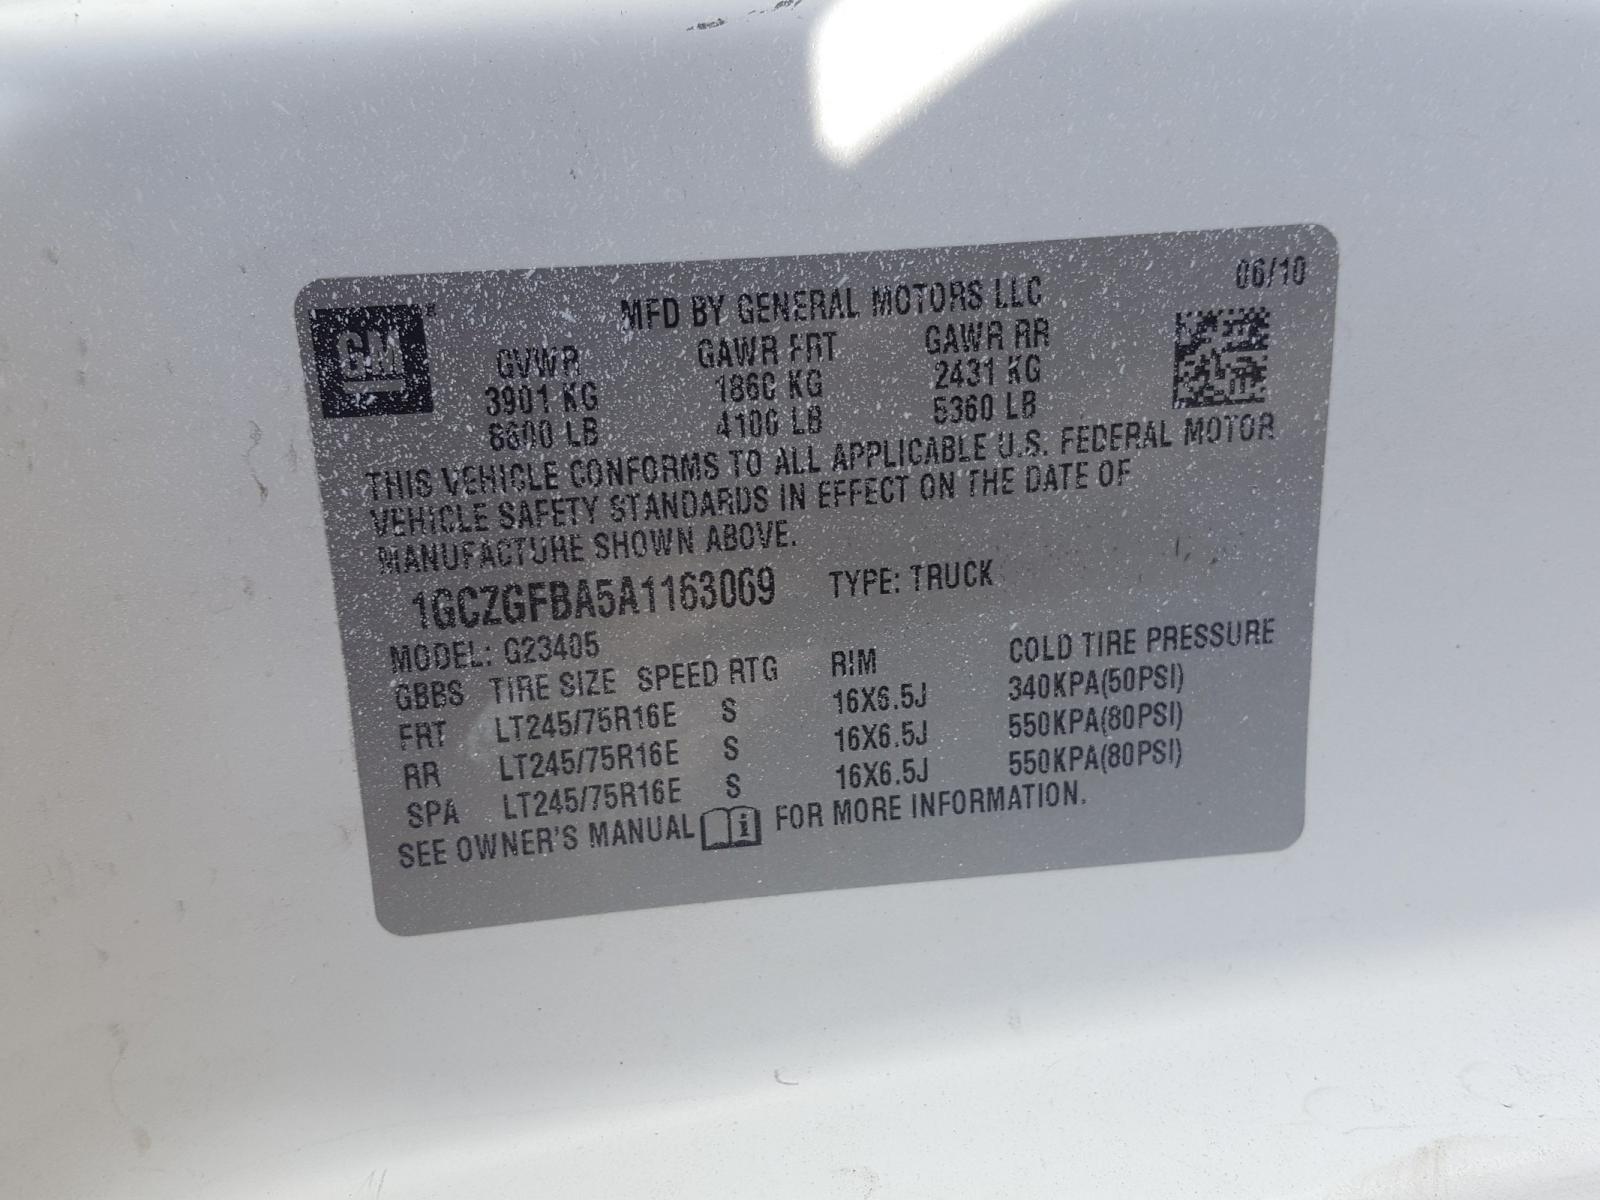 06/10
MFD BY GENERAL MOTORS LLC
GM
GVWR GAWR FRT GAWR RR
3901 KG 1860 KG 2431 KG
8600 LB 4100 LB 5360 LB
THIS VEHICLE CONFORMS TO ALL APPLICABLE U.S. FEDERAL MOTOR
VEHICLE SAFETY STANDARDS IN EFFECT ON THE DATE OF
MANUFACTURE SHOWN ABOVE.
1GCZGFBA5A1163069 TYPE: TRUCK
MODEL: G23405
GBBS TIRE SIZE SPEED RTG RIM COLD TIRE PRESSURE
FRT LT245/75R16E S 16X6.5J 340KPA(50PSI)
RR LT245/75R16E S 16X6.5J 550KPA(80PSI)
SPA LT245/75R16E S 16X6.5J 550KPA(80PSI)
SEE OWNER'S MANUAL FOR MORE INFORMATION.